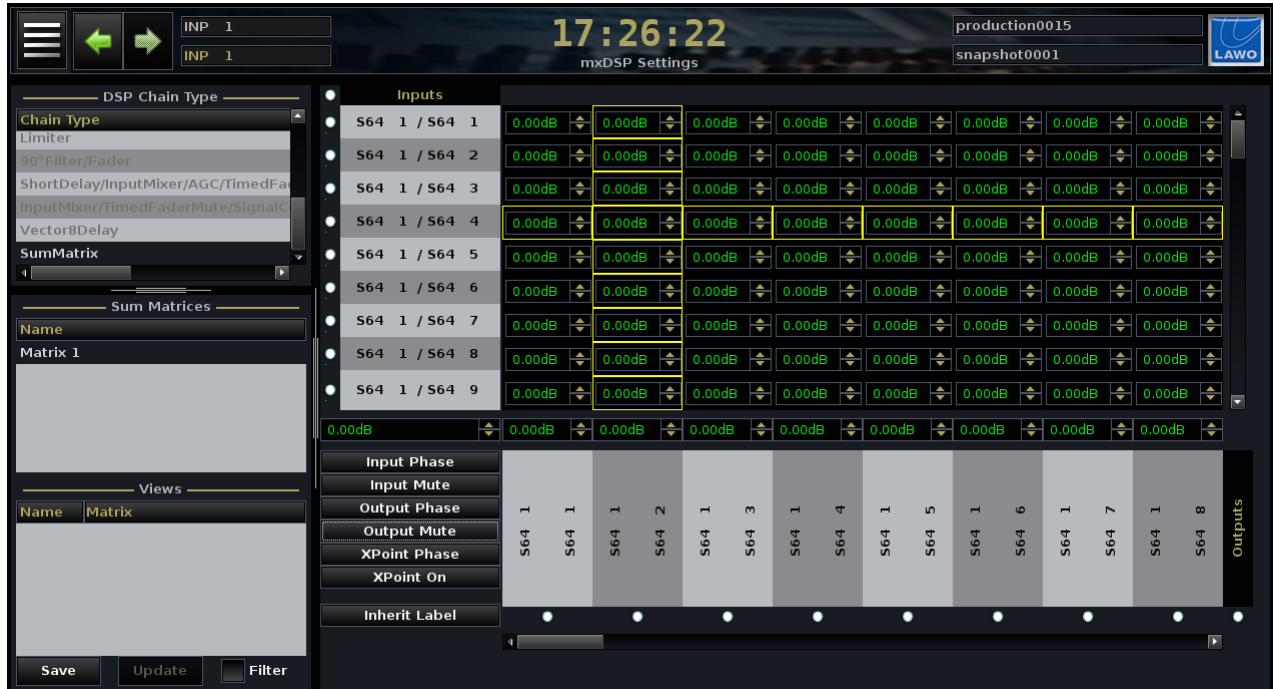 INP 1
INP 1
17:26:22
mxDSP Settings
production0015
snapshot0001
LAWO
DSP Chain Type
Chain Type
Limiter
90°Filter/Fader
ShortDelay/InputMixer/AGC/TimedFa
InputMixer/TimedFaderMute/SignalC
Vector8Delay
SumMatrix
Sum Matrices
Name
Matrix 1
Views
Name Matrix
Save Update Filter
Inputs
S64 1 / S64 1 0.00dB 0.00dB 0.00dB 0.00dB 0.00dB 0.00dB 0.00dB 0.00dB
S64 1 / S64 2 0.00dB 0.00dB 0.00dB 0.00dB 0.00dB 0.00dB 0.00dB 0.00dB
S64 1 / S64 3 0.00dB 0.00dB 0.00dB 0.00dB 0.00dB 0.00dB 0.00dB 0.00dB
S64 1 / S64 4 0.00dB 0.00dB 0.00dB 0.00dB 0.00dB 0.00dB 0.00dB 0.00dB
S64 1 / S64 5 0.00dB 0.00dB 0.00dB 0.00dB 0.00dB 0.00dB 0.00dB 0.00dB
S64 1 / S64 6 0.00dB 0.00dB 0.00dB 0.00dB 0.00dB 0.00dB 0.00dB 0.00dB
S64 1 / S64 7 0.00dB 0.00dB 0.00dB 0.00dB 0.00dB 0.00dB 0.00dB 0.00dB
S64 1 / S64 8 0.00dB 0.00dB 0.00dB 0.00dB 0.00dB 0.00dB 0.00dB 0.00dB
S64 1 / S64 9 0.00dB 0.00dB 0.00dB 0.00dB 0.00dB 0.00dB 0.00dB 0.00dB
0.00dB 0.00dB 0.00dB 0.00dB 0.00dB 0.00dB 0.00dB 0.00dB 0.00dB
Input Phase
Input Mute
Output Phase
Output Mute
XPoint Phase
XPoint On
Inherit Label
S64 1
S64 1
S64 1
S64 2
S64 1
S64 3
S64 1
S64 4
S64 1
S64 5
S64 1
S64 6
S64 1
S64 7
S64 1
S64 8
Outputs